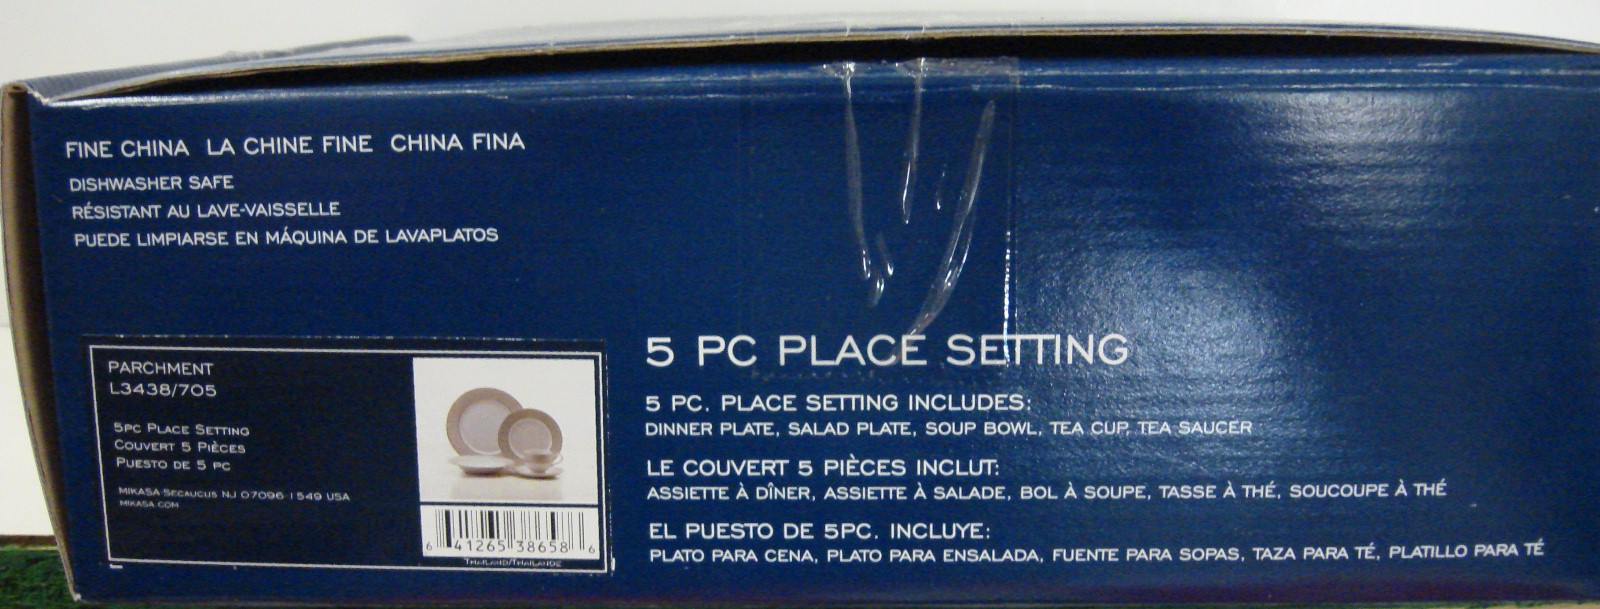 FINE CHINA LA CHINE FINE CHINA FINA
DISHWASHER SAFE
RÉSISTANT AU LAVE-VAISSELLE
PUEDE LIMPIARSE EN MÁQUINA DE LAVAPLATOS
PARCHMENT
L3438/705
5PC PLACE SETTING
COUVERT 5 PIÈCES
PUESTO DE 5 PC
MIKASA SECAUCUS NJ 07096-1549 USA
MIKASA.COM
6 41265 38658 6
THAILAND/THAILANDE
5 PC PLACE SETTING
5 PC. PLACE SETTING INCLUDES:
DINNER PLATE, SALAD PLATE, SOUP BOWL, TEA CUP, TEA SAUCER
LE COUVERT 5 PIÈCES INCLUT:
ASSIETTE À DÎNER, ASSIETTE À SALADE, BOL À SOUPE, TASSE À THÉ, SOUCOUPE À THÉ
EL PUESTO DE 5PC. INCLUYE:
PLATO PARA CENA, PLATO PARA ENSALADA, FUENTE PARA SOPAS, TAZA PARA TÉ, PLATILLO PARA TÉ